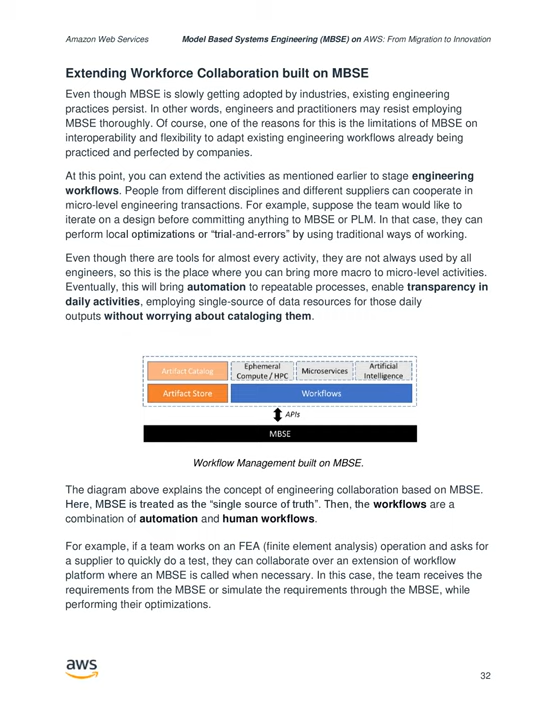 Amazon Web Services Model Based Systems Engineering (MBSE) on AWS: From Migration to Innovation
Extending Workforce Collaboration built on MBSE
Even though MBSE is slowly getting adopted by industries, existing engineering
practices persist. In other words, engineers and practitioners may resist employing
MBSE thoroughly. Of course, one of the reasons for this is the limitations of MBSE on
interoperability and flexibility to adapt existing engineering workflows already being
practiced and perfected by companies.
At this point, you can extend the activities as mentioned earlier to stage engineering
workflows. People from different disciplines and different suppliers can cooperate in
micro-level engineering transactions. For example, suppose the team would like to
iterate on a design before committing anything to MBSE or PLM. In that case, they can
perform local optimizations or “trial-and-errors” by using traditional ways of working.
Even though there are tools for almost every activity, they are not always used by all
engineers, so this is the place where you can bring more macro to micro-level activities.
Eventually, this will bring automation to repeatable processes, enable transparency in
daily activities, employing single-source of data resources for those daily
outputs without worrying about cataloging them.
Artifact Catalog
Ephemeral
Compute / HPC
Microservices
Artificial
Intelligence
Artifact Store
Workflows
APIs
MBSE
Workflow Management built on MBSE.
The diagram above explains the concept of engineering collaboration based on MBSE.
Here, MBSE is treated as the “single source of truth”. Then, the workflows are a
combination of automation and human workflows.
For example, if a team works on an FEA (finite element analysis) operation and asks for
a supplier to quickly do a test, they can collaborate over an extension of workflow
platform where an MBSE is called when necessary. In this case, the team receives the
requirements from the MBSE or simulate the requirements through the MBSE, while
performing their optimizations.
aws
32